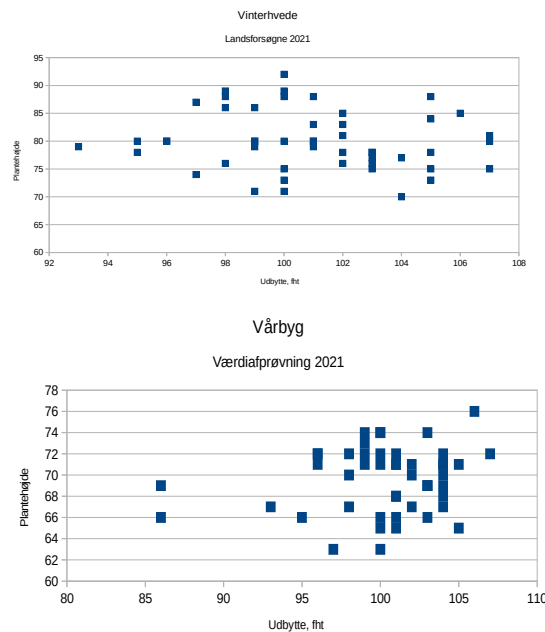 Vinterhvede
Landsforsøgne 2021
95
90
85
80
75
70
65
60
92 94 96 98 100 102 104 106 108
Plantehøjde
Udbytte, fht
Vårbyg
Værdiafprøvning 2021
78
76
74
72
70
68
66
64
62
60
80 85 90 95 100 105 110
Plantehøjde
Udbytte, fht